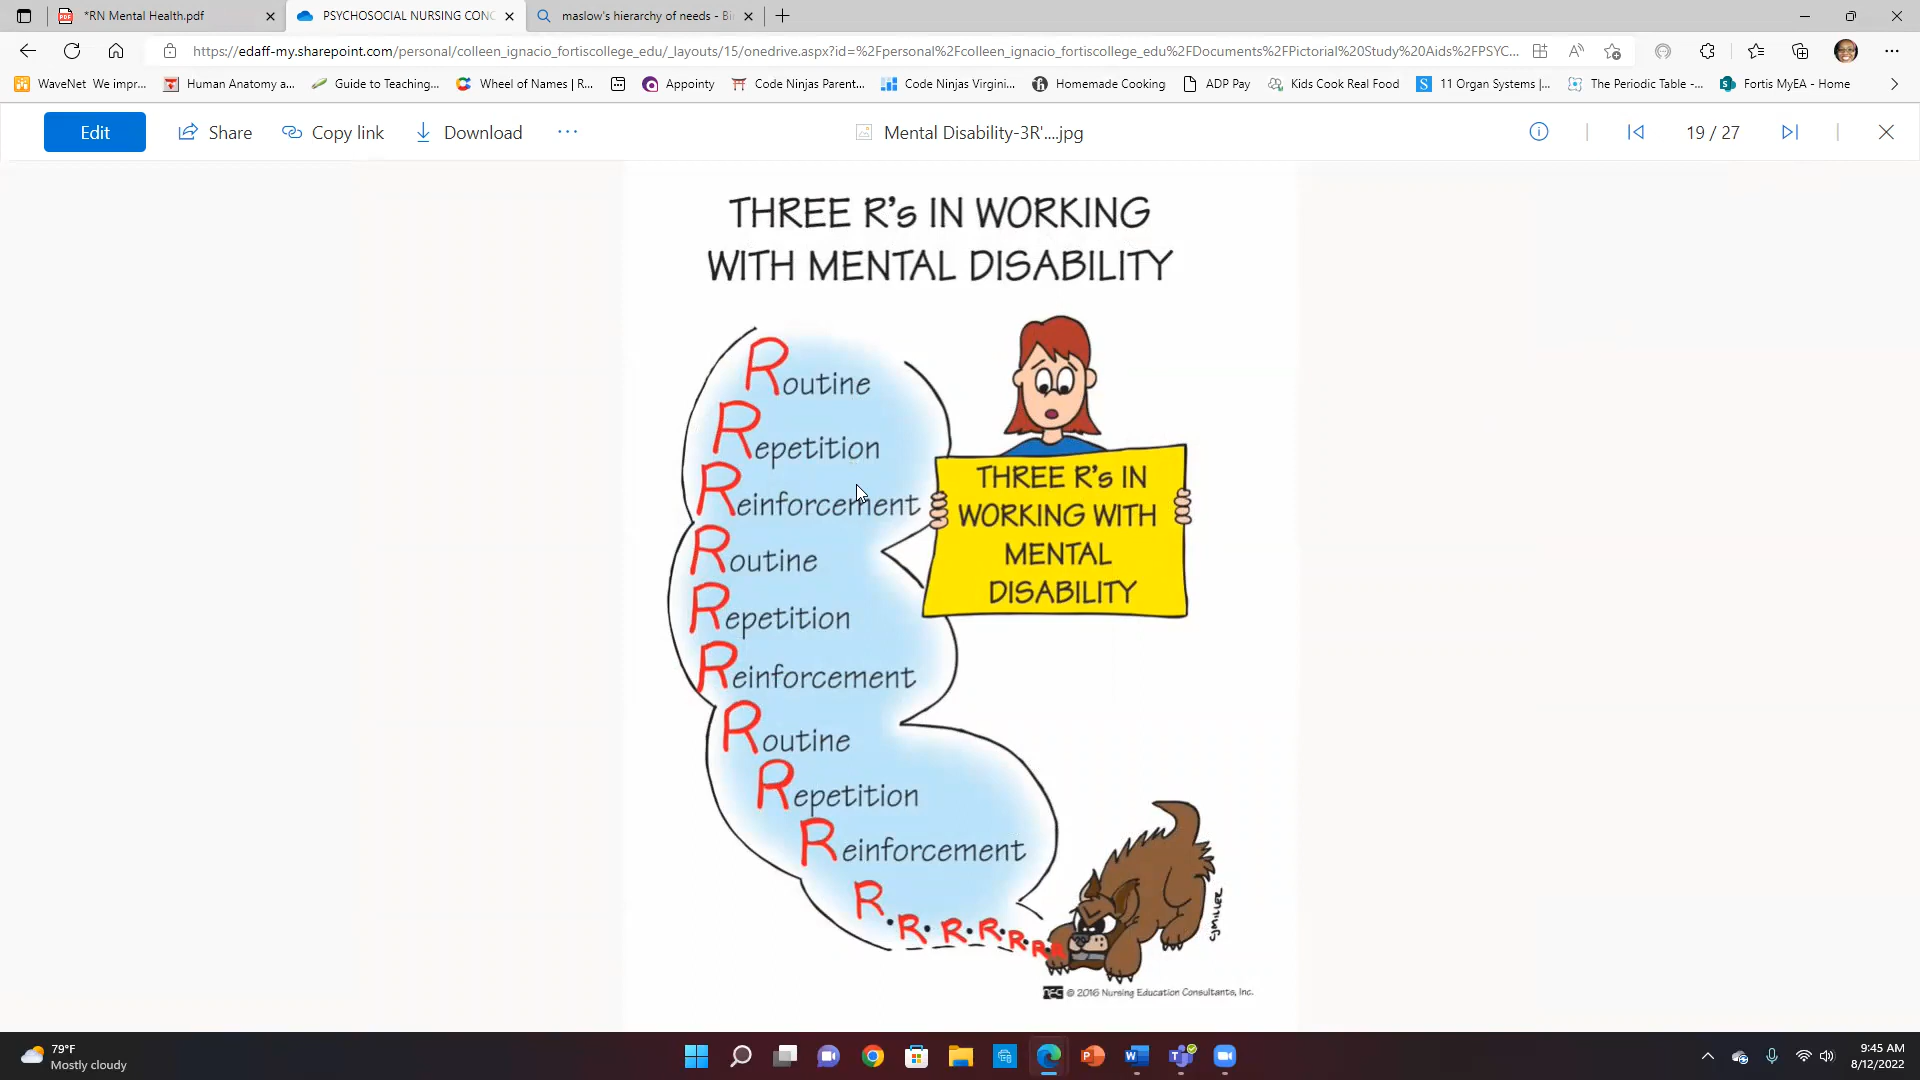 *RN Mental Health.pdf
PSYCHOSOCIAL NURSING CONC
maslow's hierarchy of needs - Bi
https://edaff-my.sharepoint.com/personal/colleen_ignacio_fortiscollege_edu/_layouts/15/onedrive.aspx?id=%2Fpersonal%2Fcolleen_ignacio_fortiscollege_edu%2FDocuments%2FPictorial%20Study%20Aids%2FPSYC...
WaveNet We impr...
Human Anatomy a...
Guide to Teaching...
Wheel of Names | R...
Appointy
Code Ninjas Parent...
Code Ninjas Virgini...
Homemade Cooking
ADP Pay
Kids Cook Real Food
11 Organ Systems |...
The Periodic Table -...
Fortis MyEA - Home
Edit
Share
Copy link
Download
Mental Disability-3R'....jpg
19 / 27
THREE R's IN WORKING
WITH MENTAL DISABILITY
Routine
Repetition
Reinforcement
Routine
Repetition
Reinforcement
Routine
Repetition
Reinforcement
R.R.R.R.R.R.R
THREE R's IN
WORKING WITH
MENTAL
DISABILITY
CJMILLER
NEC © 2016 Nursing Education Consultants, Inc.
79°F
Mostly cloudy
9:45 AM
8/12/2022